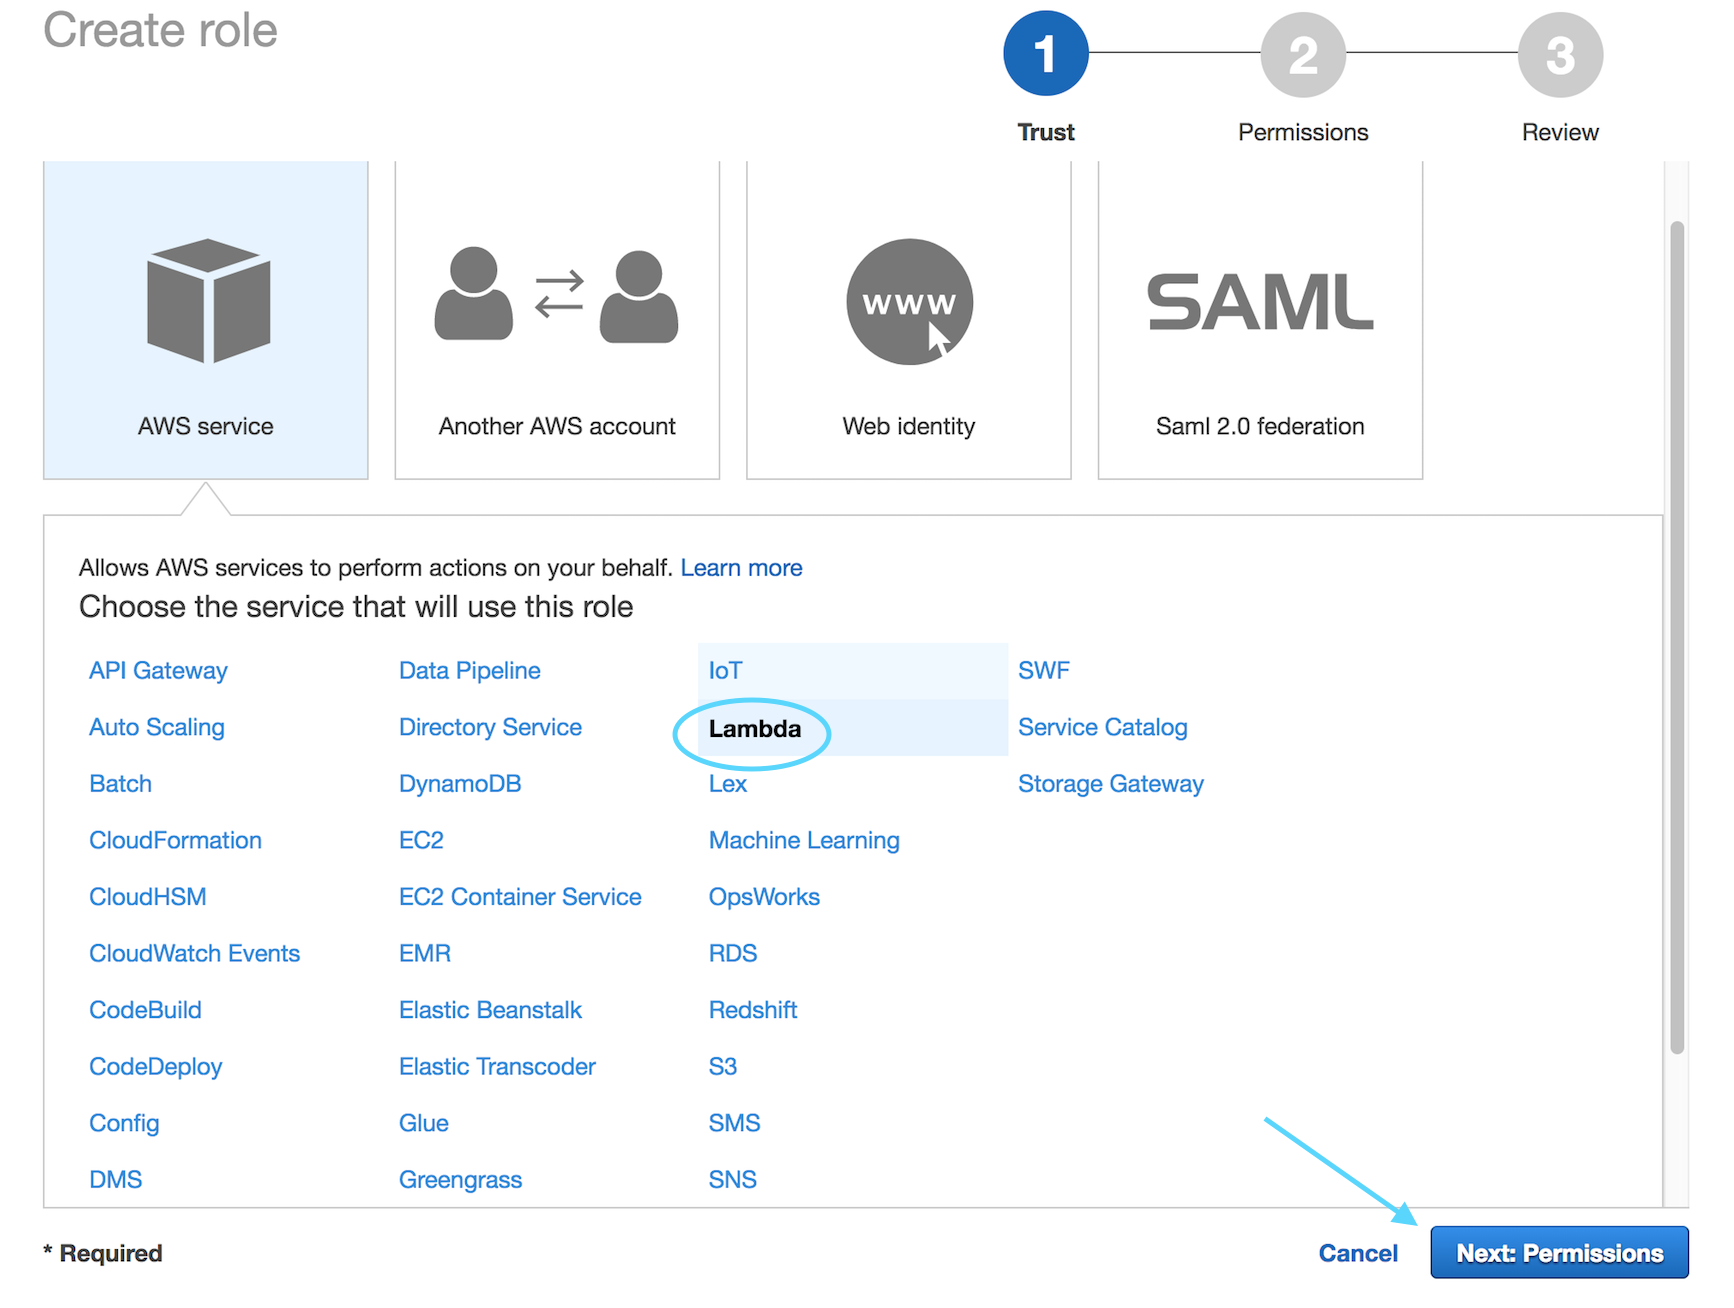 Create role
1
2
3
Trust
Permissions
Review
www
SAML
AWS service
Another AWS account
Web identity
Saml 2.0 federation
Allows AWS services to perform actions on your behalf. Learn more
Choose the service that will use this role
API Gateway
Data Pipeline
IoT
SWF
Auto Scaling
Directory Service
Lambda
Service Catalog
Batch
DynamoDB
Lex
Storage Gateway
CloudFormation
EC2
Machine Learning
CloudHSM
EC2 Container Service
OpsWorks
CloudWatch Events
EMR
RDS
CodeBuild
Elastic Beanstalk
Redshift
CodeDeploy
Elastic Transcoder
S3
Config
Glue
SMS
DMS
Greengrass
SNS
* Required
Cancel
Next: Permissions